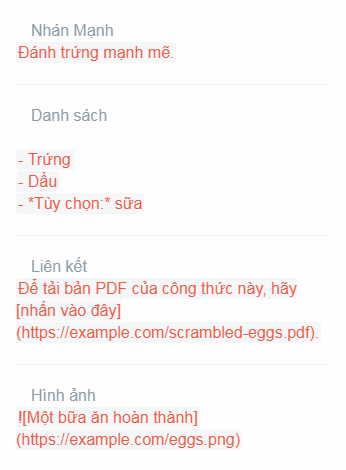 Nhán Mạnh
Đánh trứng mạnh mẽ.
Danh sách
- Trứng
- Dầu
- *Tùy chọn:* sữa
Liên kết
Để tải bản PDF của công thức này, hãy
[nhấn vào đây]
(https://example.com/scrambled-eggs.pdf).
Hình ảnh
![Một bữa ăn hoàn thành]
(https://example.com/eggs.png)